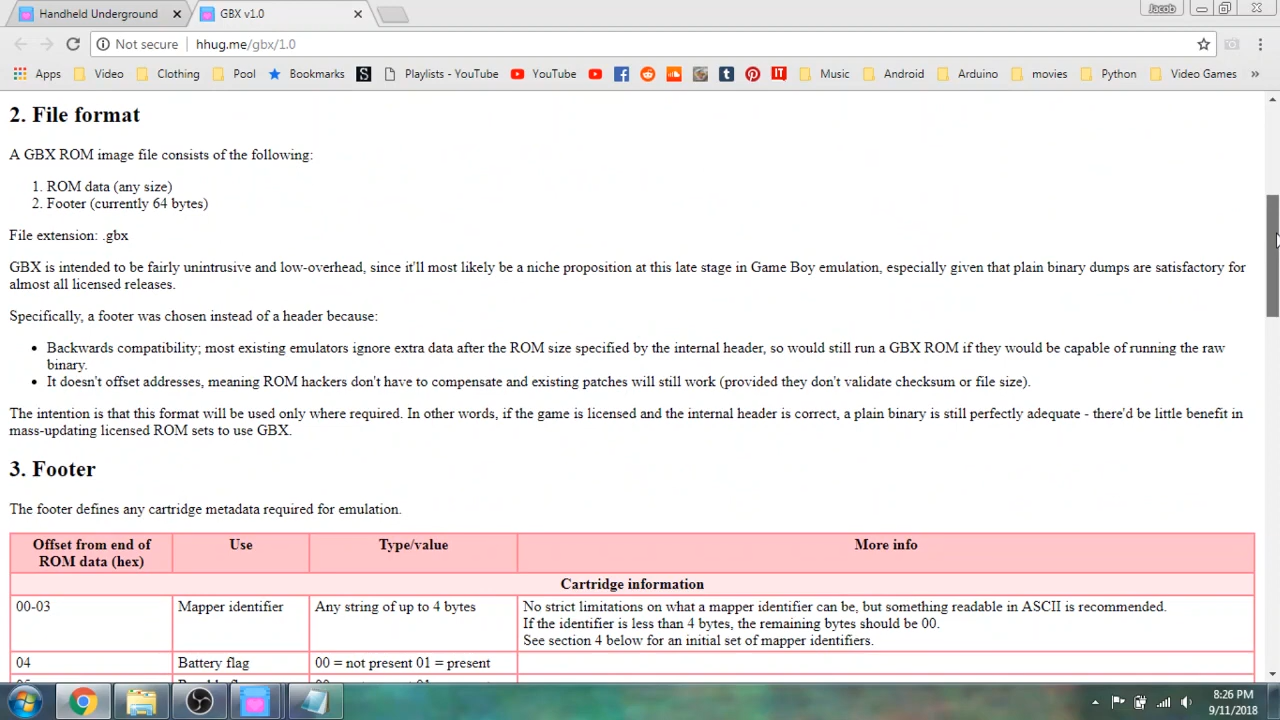 Handheld Underground
GBX v1.0
Jacob
Not secure
hhug.me/gbx/1.0
Apps
Video
Clothing
Pool
Bookmarks
Playlists - YouTube
YouTube
Music
Android
Arduino
movies
Python
Video Games
»
2. File format
A GBX ROM image file consists of the following:
1. ROM data (any size)
2. Footer (currently 64 bytes)
File extension: .gbx
GBX is intended to be fairly unintrusive and low-overhead, since it'll most likely be a niche proposition at this late stage in Game Boy emulation, especially given that plain binary dumps are satisfactory for
almost all licensed releases.
Specifically, a footer was chosen instead of a header because:
• Backwards compatibility; most existing emulators ignore extra data after the ROM size specified by the internal header, so would still run a GBX ROM if they would be capable of running the raw
binary.
• It doesn't offset addresses, meaning ROM hackers don't have to compensate and existing patches will still work (provided they don't validate checksum or file size).
The intention is that this format will be used only where required. In other words, if the game is licensed and the internal header is correct, a plain binary is still perfectly adequate - there'd be little benefit in
mass-updating licensed ROM sets to use GBX.
3. Footer
The footer defines any cartridge metadata required for emulation.
Offset from end of
ROM data (hex)
Use
Type/value
More info
Cartridge information
00-03
Mapper identifier
Any string of up to 4 bytes
No strict limitations on what a mapper identifier can be, but something readable in ASCII is recommended.
If the identifier is less than 4 bytes, the remaining bytes should be 00.
See section 4 below for an initial set of mapper identifiers.
04
Battery flag
00 = not present 01 = present
8:26 PM
9/11/2018